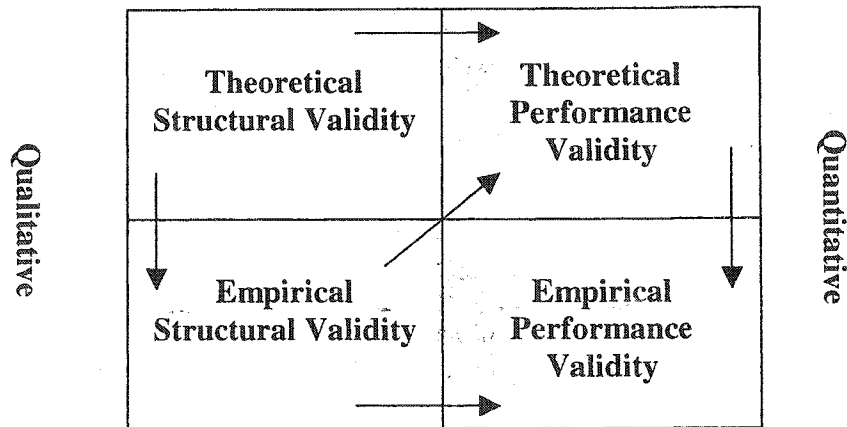 Qualitative
Theoretical
Structural Validity
Theoretical
Performance
Validity
Empirical
Structural Validity
Empirical
Performance
Validity
Quantitative